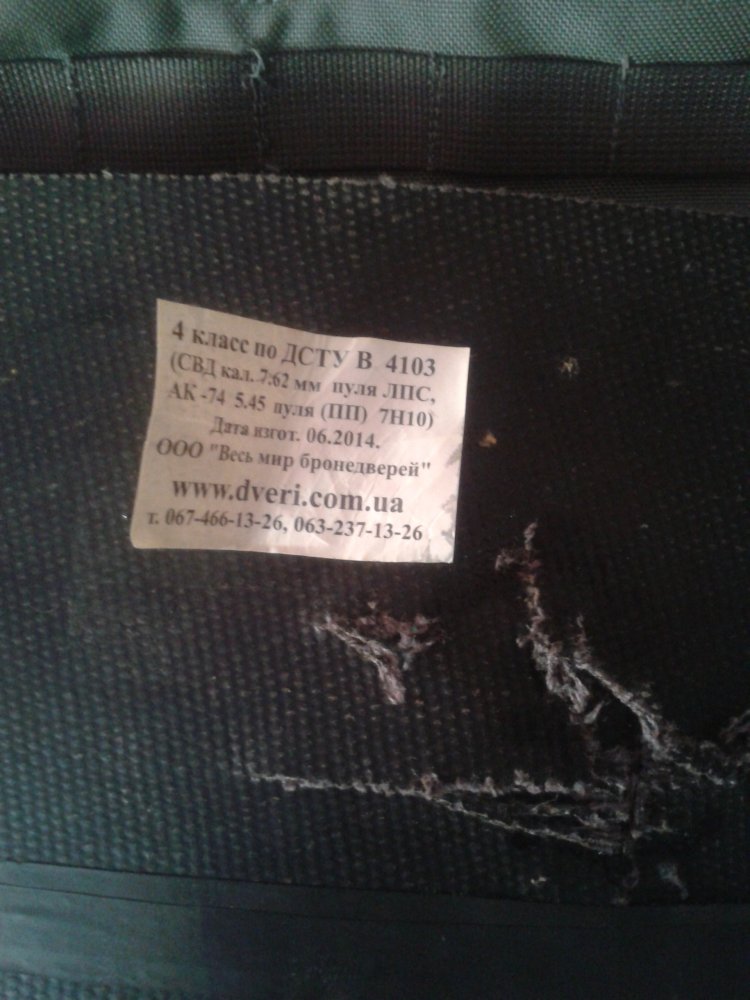 4 класс по ДСТУ В 4103
(СВД кал. 7.62 мм пуля ЛПС,
АК -74 5.45 пуля (ПП) 7Н10)
Дата изгот. 06.2014.
ООО "Весь мир бронедверей"
www.dveri.com.ua
т. 067-466-13-26, 063-237-13-26